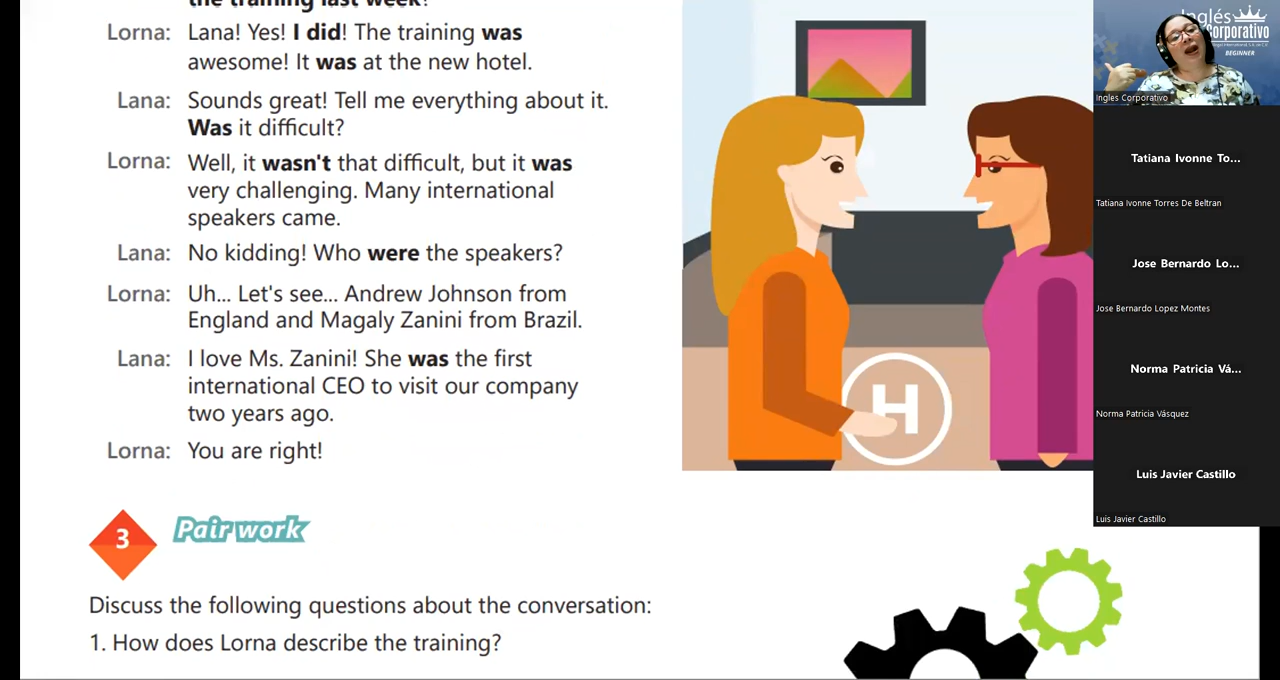 the training last week?
Lorna: Lana! Yes! I did! The training was
awesome! It was at the new hotel.
Lana: Sounds great! Tell me everything about it.
Was it difficult?
Lorna: Well, it wasn't that difficult, but it was
very challenging. Many international
speakers came.
Lana: No kidding! Who were the speakers?
Lorna: Uh... Let's see... Andrew Johnson from
England and Magaly Zanini from Brazil.
Lana: I love Ms. Zanini! She was the first
international CEO to visit our company
two years ago.
Lorna: You are right!
H
3 Pair work
Discuss the following questions about the conversation:
1. How does Lorna describe the training?
Inglés
Corporativo
BEGINNER
Ingles Corporativo
Tatiana Ivonne To...
Tatiana Ivonne Torres De Beltran
Jose Bernardo Lo...
Jose Bernardo Lopez Montes
Norma Patricia Vá...
Norma Patricia Vásquez
Luis Javier Castillo
Luis Javier Castillo